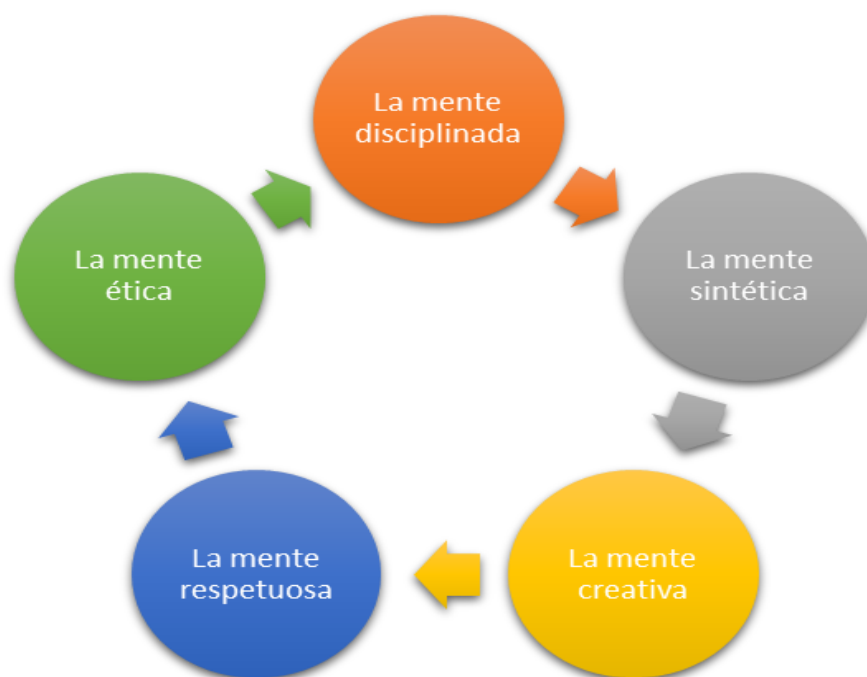 La mente
disciplinada
La mente
sintética
La mente
creativa
La mente
respetuosa
La mente
ética